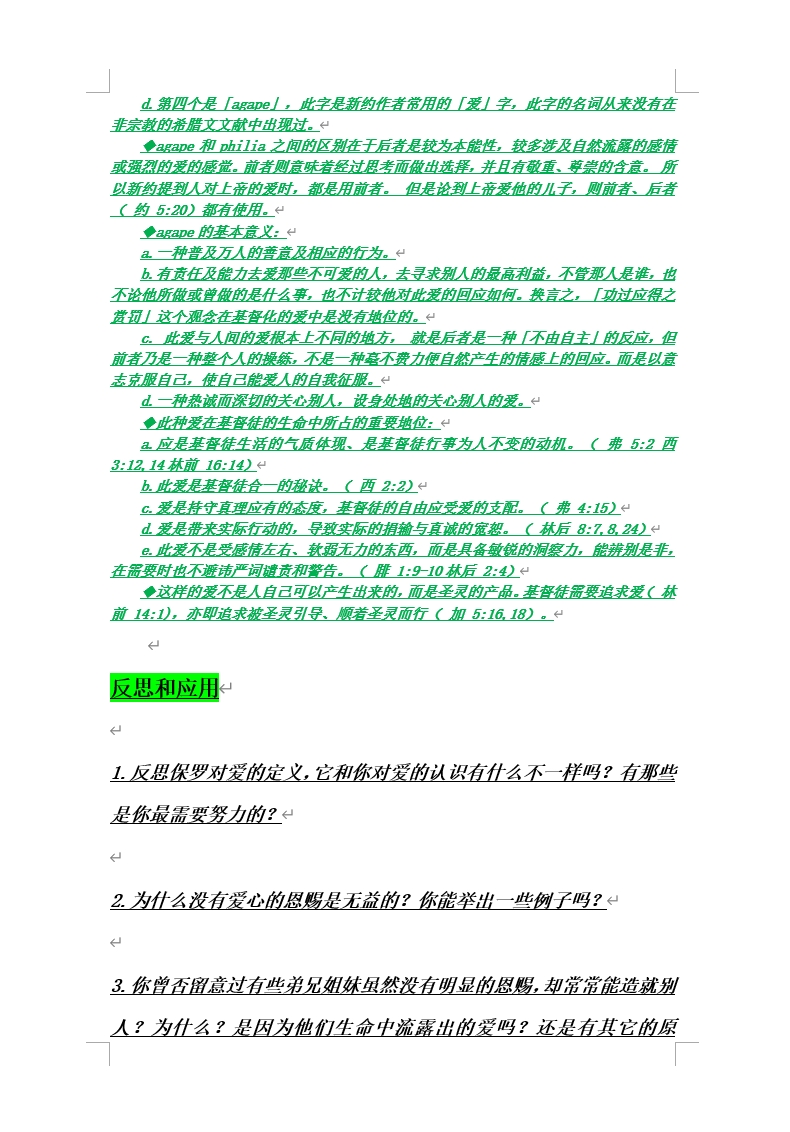 d.第四个是「agape」，此字是新约作者常用的「爱」字，此字的名词从来没有在
非宗教的希腊文文献中出现过。
◆agape 和 philia 之间的区别在于后者是较为本能性，较多涉及自然流露的感情
或强烈的爱的感觉。前者则意味着经过思考而做出选择，并且有敬重、尊崇的含意。 所
以新约提到人对上帝的爱时，都是用前者。 但是论到上帝爱他的儿子，则前者、后者
（ 约 5:20）都有使用。
◆agape 的基本意义：
a.一种普及万人的善意及相应的行为。
b.有责任及能力去爱那些不可爱的人，去寻求别人的最高利益，不管那人是谁，也
不论他所做或曾做的是什么事，也不计较他对此爱的回应如何。换言之，「功过应得之
赏罚」这个观念在基督化的爱中是没有地位的。
c. 此爱与人间的爱根本上不同的地方， 就是后者是一种「不由自主」的反应，但
前者乃是一种整个人的操练，不是一种毫不费力便自然产生的情感上的回应。而是以意
志克服自己，使自己能爱人的自我征服。
d.一种热诚而深切的关心别人，设身处地的关心别人的爱。
◆此种爱在基督徒的生命中所占的重要地位：
a.应是基督徒生活的气质体现、是基督徒行事为人不变的动机。（ 弗 5:2 西
3:12,14 林前 16:14）
b.此爱是基督徒合一的秘诀。（ 西 2:2）
c.爱是持守真理应有的态度，基督徒的自由应受爱的支配。（ 弗 4:15）
d.爱是带来实际行动的，导致实际的捐输与真诚的宽恕。（ 林后 8:7,8,24）
e.此爱不是受感情左右、软弱无力的东西，而是具备敏锐的洞察力，能辨别是非，
在需要时也不避讳严词谴责和警告。（ 腓 1:9-10 林后 2:4）
◆这样的爱不是人自己可以产生出来的，而是圣灵的产品。基督徒需要追求爱（ 林
前 14:1），亦即追求被圣灵引导、顺着圣灵而行（ 加 5:16,18）。
反思和应用
1.反思保罗对爱的定义，它和你对爱的认识有什么不一样吗？有那些
是你最需要努力的？
2.为什么没有爱心的恩赐是无益的？你能举出一些例子吗？
3.你曾否留意过有些弟兄姐妹虽然没有明显的恩赐，却常常能造就别
人？为什么？是因为他们生命中流露出的爱吗？还是有其它的原